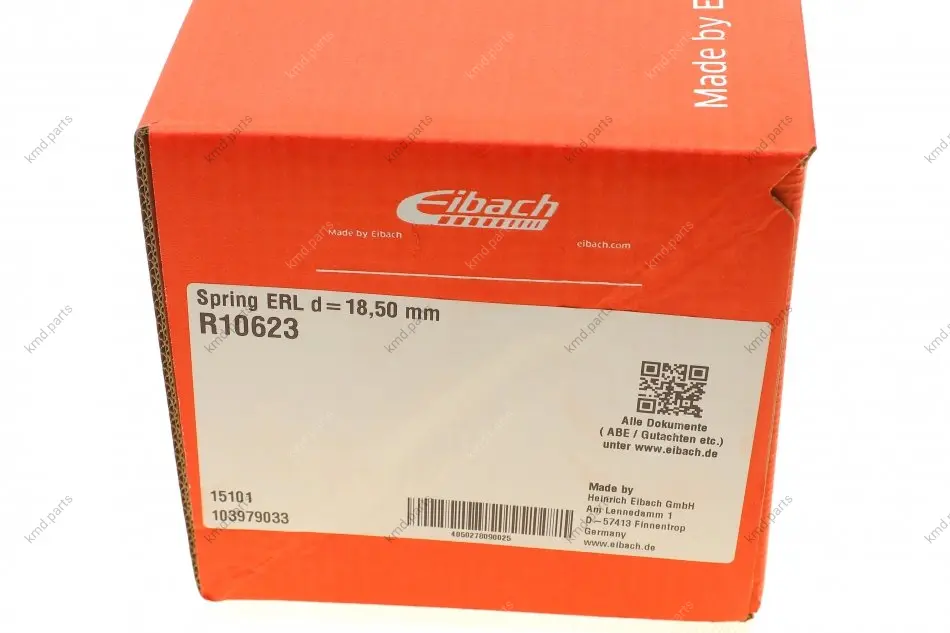 Made by E
Eibach
Made by Eibach
eibach.com
Spring ERL d=18,50 mm
R10623
Alle Dokumente
( ABE / Gutachten etc.)
unter www.eibach.de
15101
103979033
4050278090025
Made by
Heinrich Eibach GmbH
Am Lennedamm 1
D-57413 Finnentrop
Germany
www.eibach.de
kmd.parts